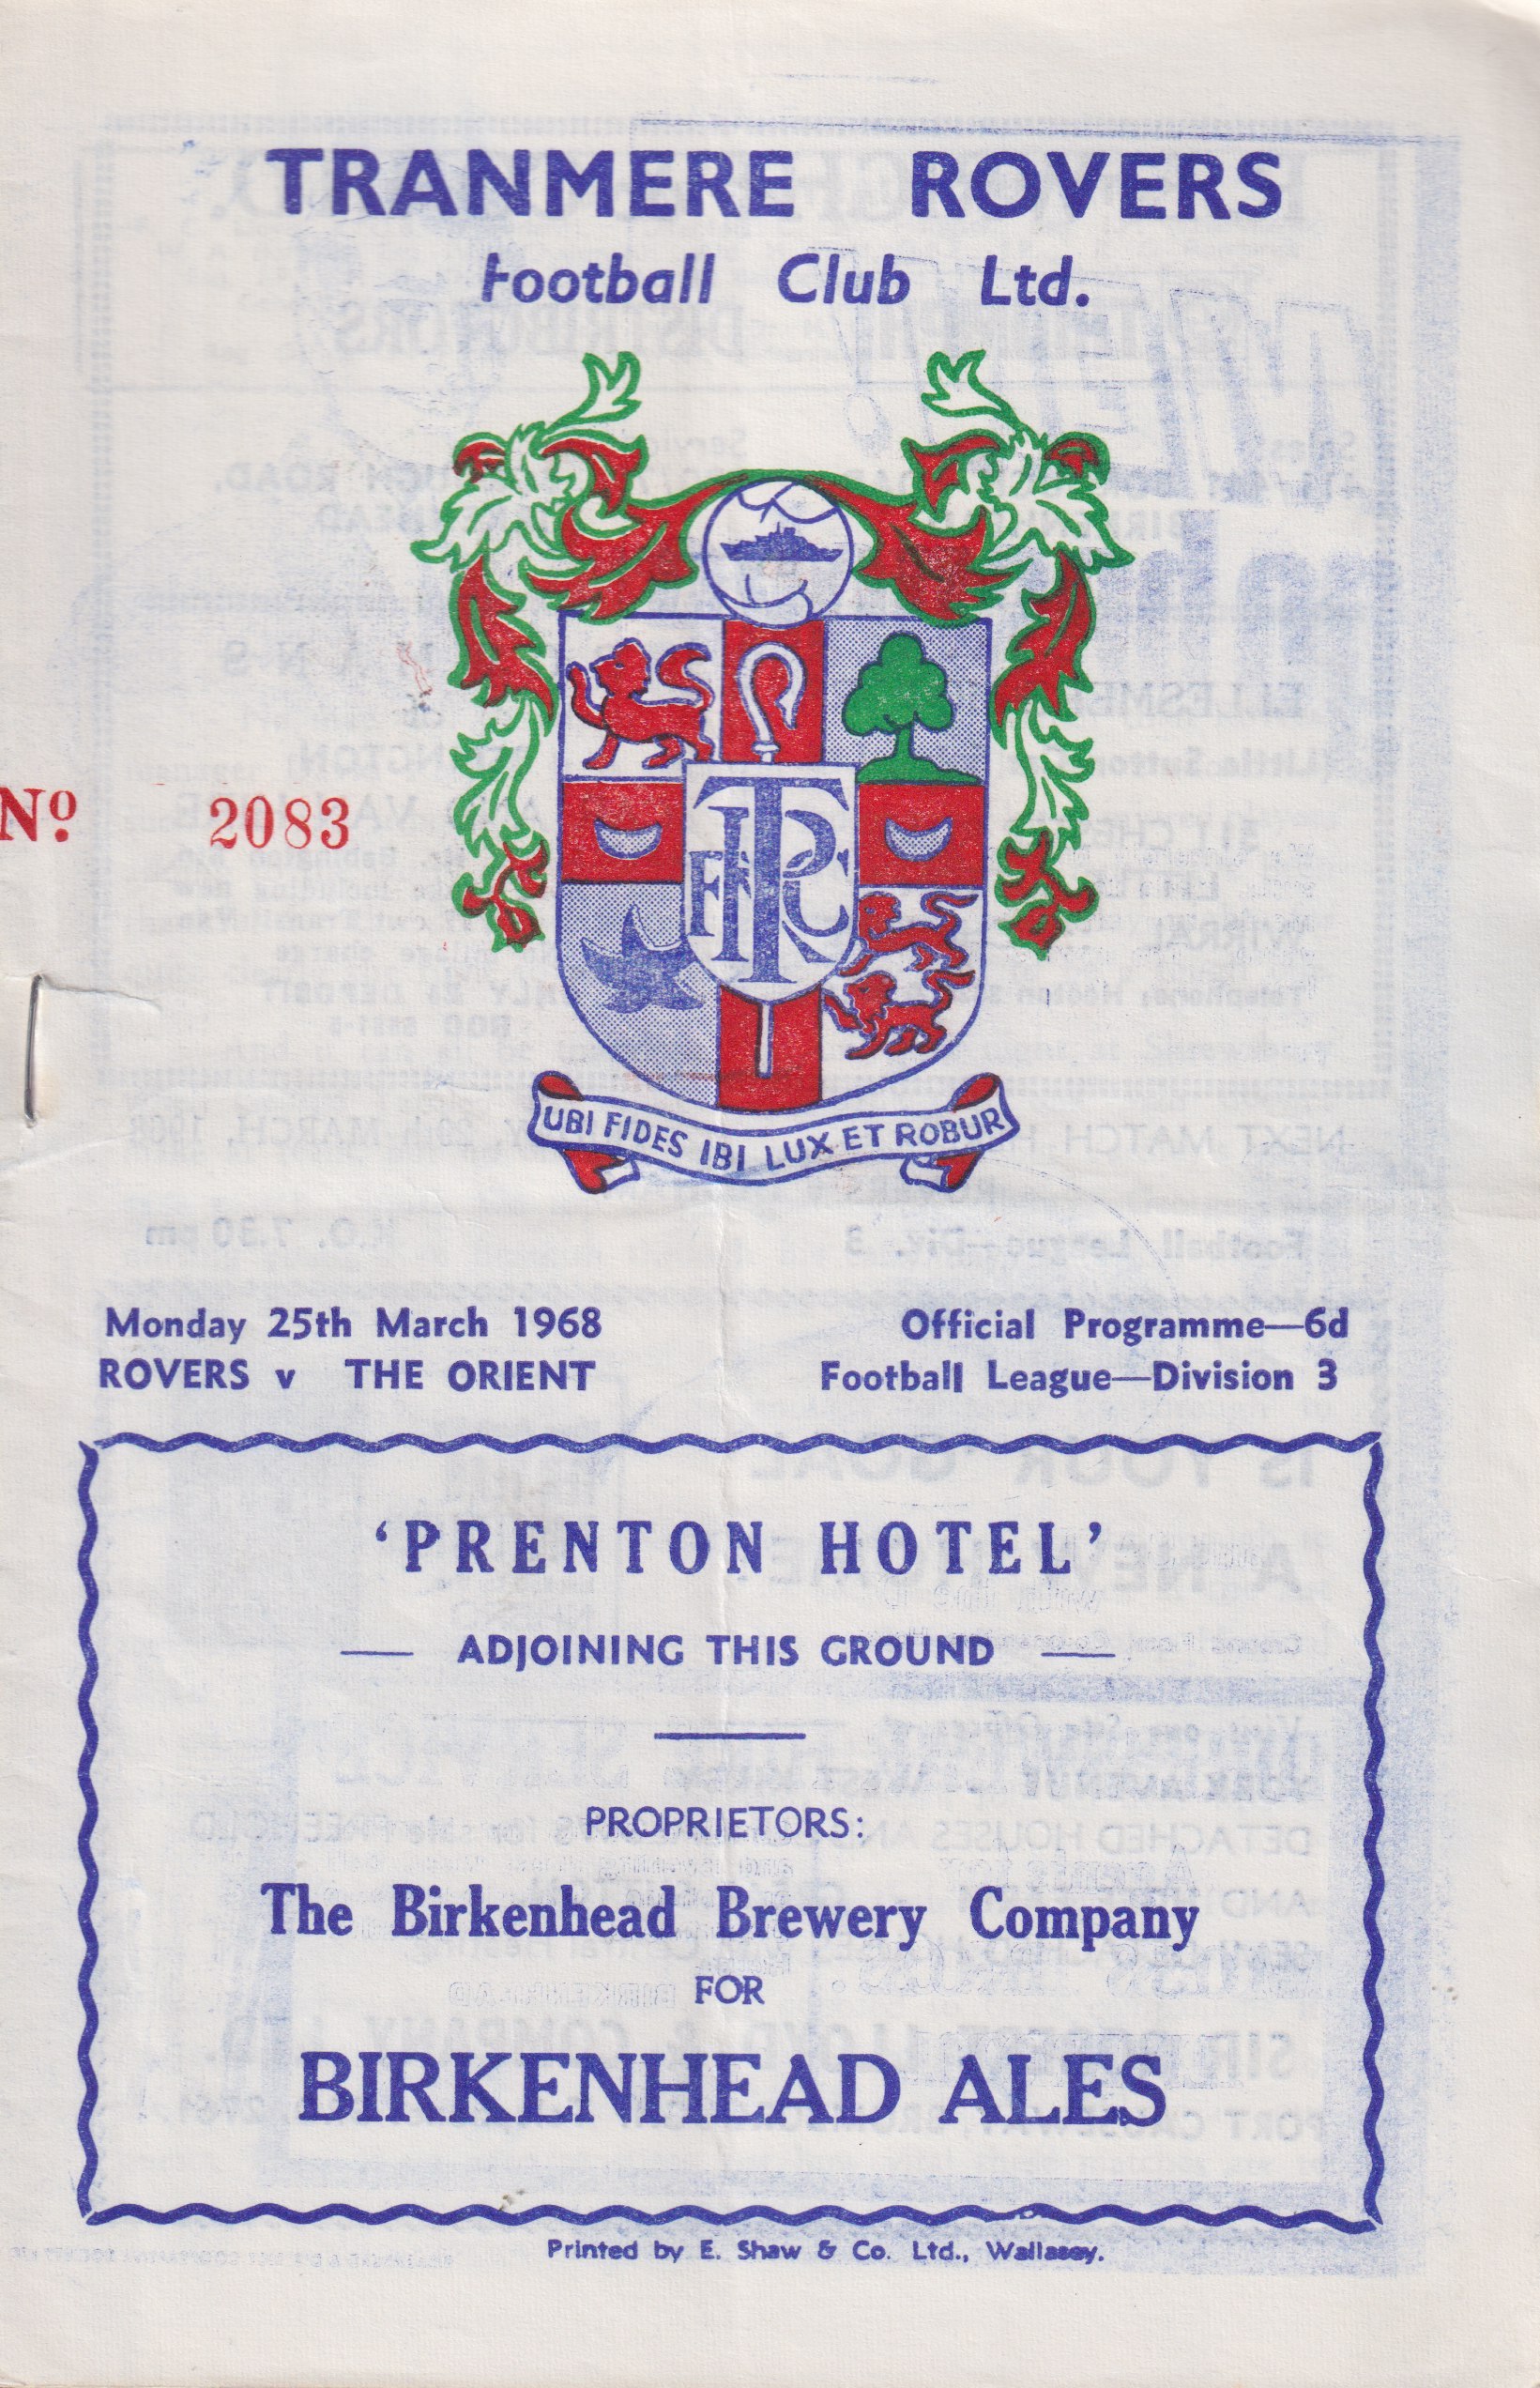 TRANMERE ROVERS
Football Club Ltd.
Nº 2083
TRFC
UBI FIDES IBI LUX ET ROBUR
Monday 25th March 1968
ROVERS v THE ORIENT
Official Programme—6d
Football League—Division 3
‘PRENTON HOTEL’
— ADJOINING THIS GROUND —
PROPRIETORS:
The Birkenhead Brewery Company
FOR
BIRKENHEAD ALES
Printed by E. Shaw & Co. Ltd., Wallasey.